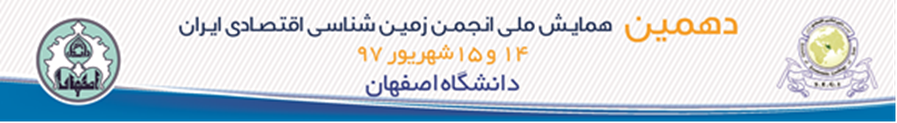 دهمین همایش ملی انجمن زمین شناسی اقتصادی ایران
۱۴ و ۱۵ شهریور ۹۷
دانشگاه اصفهان